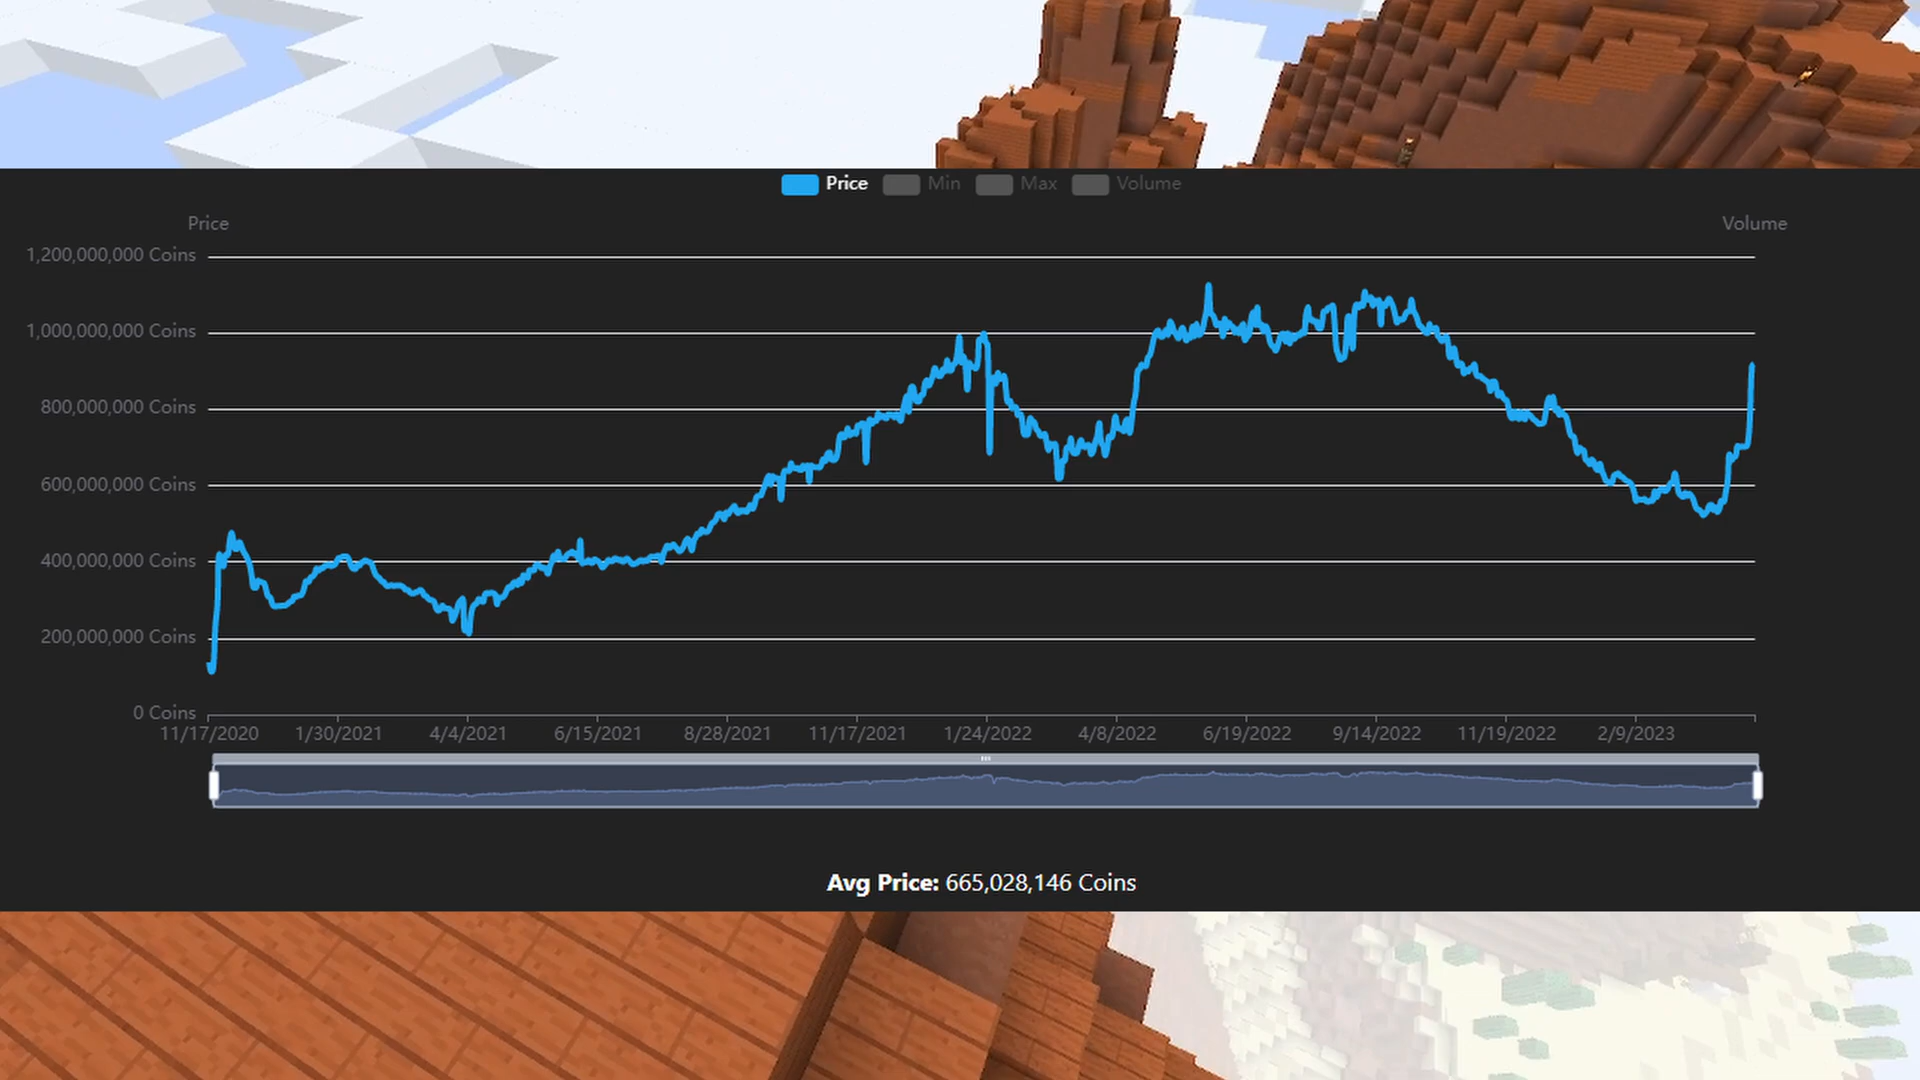 Price Min Max Volume
Price Volume
1,200,000,000 Coins
1,000,000,000 Coins
800,000,000 Coins
600,000,000 Coins
400,000,000 Coins
200,000,000 Coins
0 Coins
11/17/2020 1/30/2021 4/4/2021 6/15/2021 8/28/2021 11/17/2021 1/24/2022 4/8/2022 6/19/2022 9/14/2022 11/19/2022 2/9/2023
Avg Price: 665,028,146 Coins